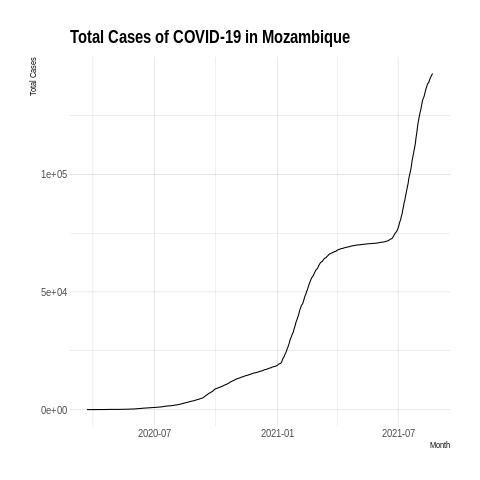 Total Cases of COVID-19 in Mozambique
Total Cases
1e+05
5e+04
0e+00
2020-07 2021-01 2021-07
Month